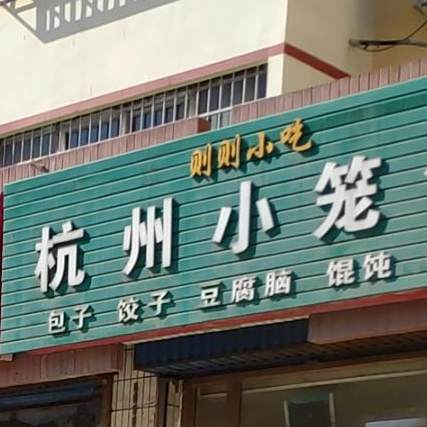 则则小吃
杭州小笼
包子 饺子 豆腐脑 馄饨